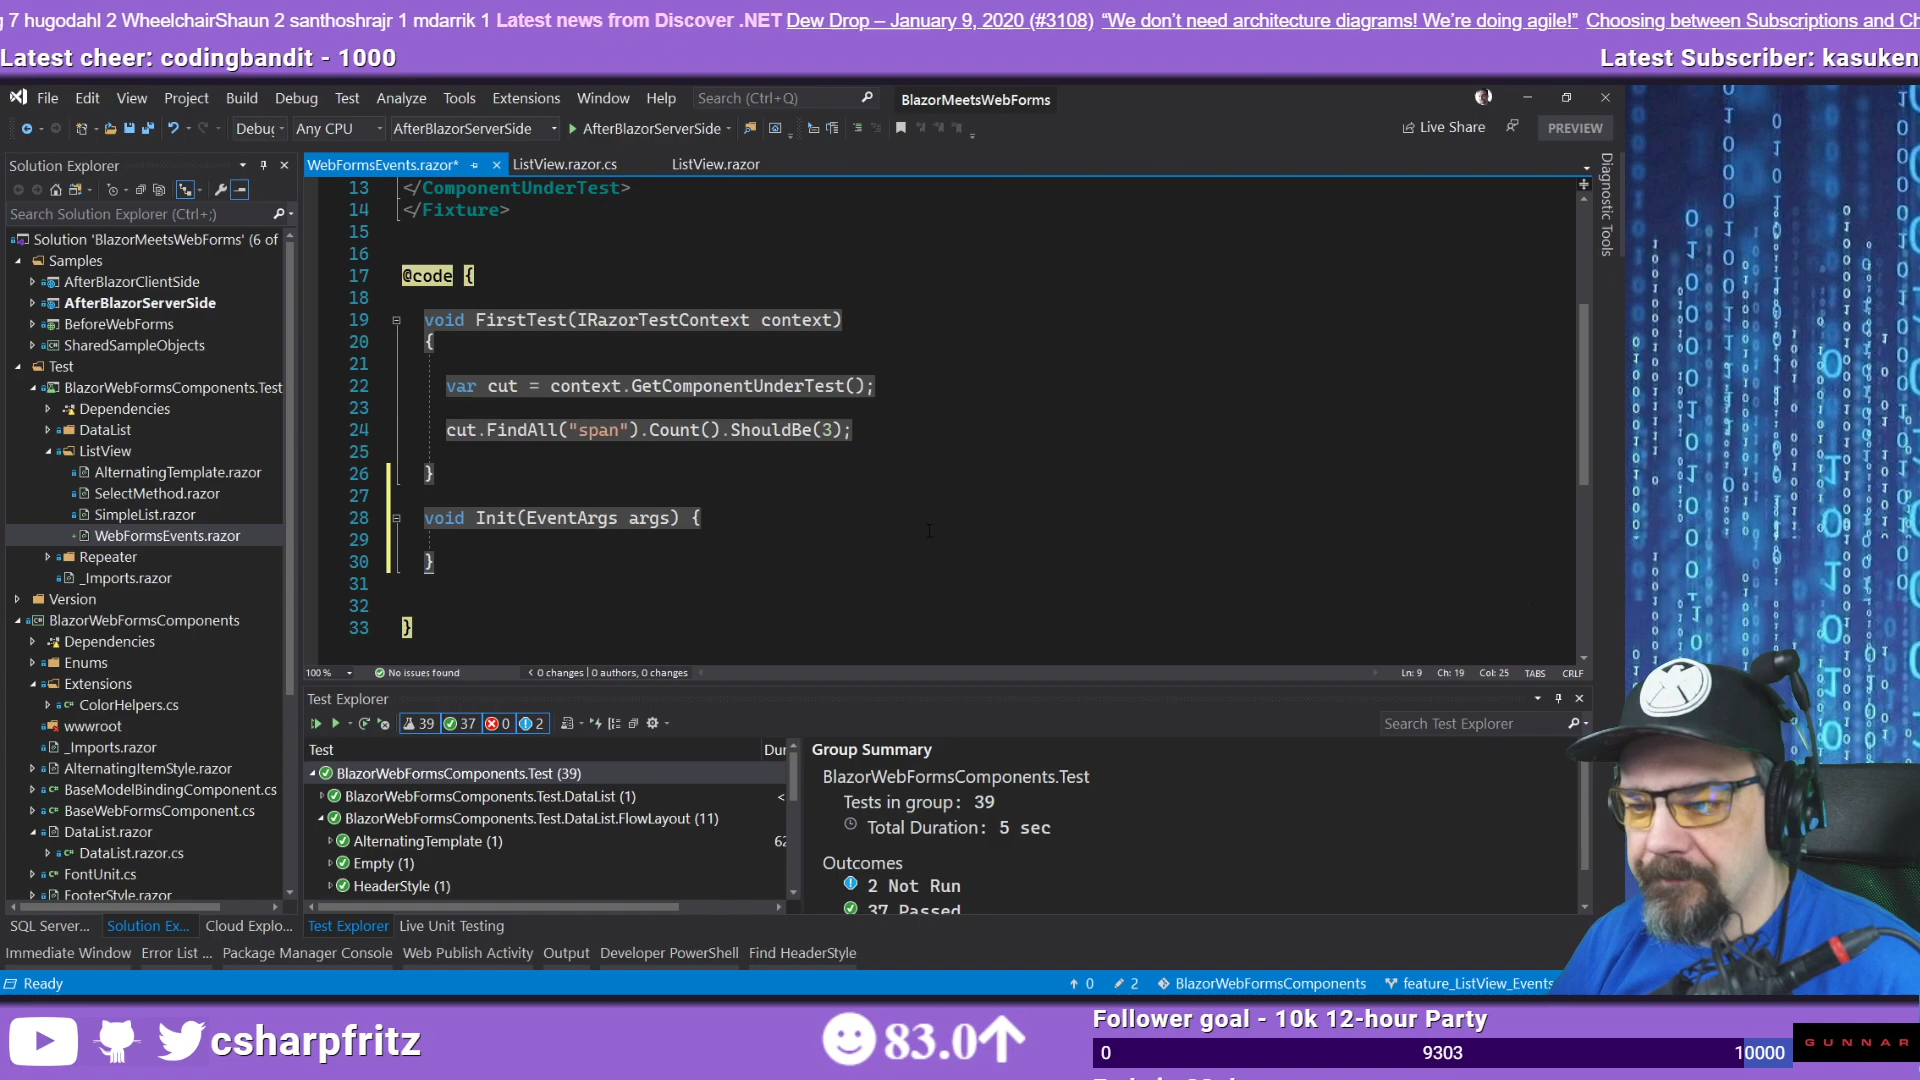 7 hugodahl 2 WheelchairShaun 2 santhoshrajr 1 mdarrik 1 Latest news from Discover .NET Dew Drop – January 9, 2020 (#3108) “We don’t need architecture diagrams! We’re doing agile!” Choosing between Subscriptions and Ch
Latest cheer: codingbandit - 1000
Latest Subscriber: kasuken
File Edit View Project Build Debug Test Analyze Tools Extensions Window Help Search (Ctrl+Q) BlazorMeetsWebForms
Debug Any CPU AfterBlazorServerSide AfterBlazorServerSide Live Share PREVIEW
Solution Explorer
Search Solution Explorer (Ctrl+;)
Solution 'BlazorMeetsWebForms' (6 of
Samples
AfterBlazorClientSide
AfterBlazorServerSide
BeforeWebForms
SharedSampleObjects
Test
BlazorWebFormsComponents.Test
Dependencies
DataList
ListView
AlternatingTemplate.razor
SelectMethod.razor
SimpleList.razor
WebFormsEvents.razor
Repeater
_Imports.razor
Version
BlazorWebFormsComponents
Dependencies
Enums
Extensions
ColorHelpers.cs
wwwroot
_Imports.razor
AlternatingItemStyle.razor
BaseModelBindingComponent.cs
BaseWebFormsComponent.cs
DataList.razor
DataList.razor.cs
FontUnit.cs
FooterStyle.razor
SQL Server... Solution Ex... Cloud Explo...
WebFormsEvents.razor* ListView.razor.cs ListView.razor
13 </ComponentUnderTest>
14 </Fixture>
15
16
17 @code {
18
19 void FirstTest(IRazorTestContext context)
20 {
21
22 var cut = context.GetComponentUnderTest();
23
24 cut.FindAll("span").Count().ShouldBe(3);
25
26 }
27
28 void Init(EventArgs args) {
29
30 }
31
32
33 }
100 % No issues found < 0 changes | 0 authors, 0 changes Ln: 9 Ch: 19 Col: 25 TABS CRLF
Diagnostic Tools
Test Explorer
39 37 0 2 Search Test Explorer
Test Dur
BlazorWebFormsComponents.Test (39)
BlazorWebFormsComponents.Test.DataList (1) <
BlazorWebFormsComponents.Test.DataList.FlowLayout (11)
AlternatingTemplate (1) 62
Empty (1)
HeaderStyle (1)
Group Summary
BlazorWebFormsComponents.Test
Tests in group: 39
Total Duration: 5 sec
Outcomes
2 Not Run
37 Passed
Test Explorer Live Unit Testing
Immediate Window Error List ... Package Manager Console Web Publish Activity Output Developer PowerShell Find HeaderStyle
Ready 0 2 BlazorWebFormsComponents feature_ListView_Events
csharpfritz
83.0
Follower goal - 10k 12-hour Party
0 9303 10000
GUNNAR